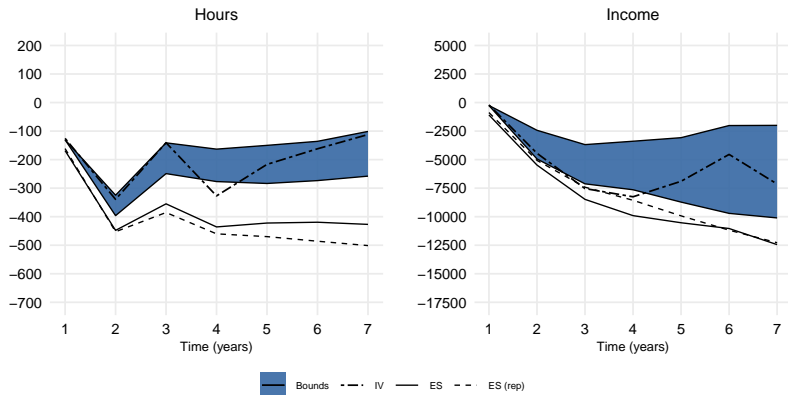 Hours
200
100
0
−100
−200
−300
−400
−500
−600
−700
1 2 3 4 5 6 7
Time (years)
Income
5000
2500
0
−2500
−5000
−7500
−10000
−12500
−15000
−17500
1 2 3 4 5 6 7
Time (years)
Bounds IV ES ES (rep)